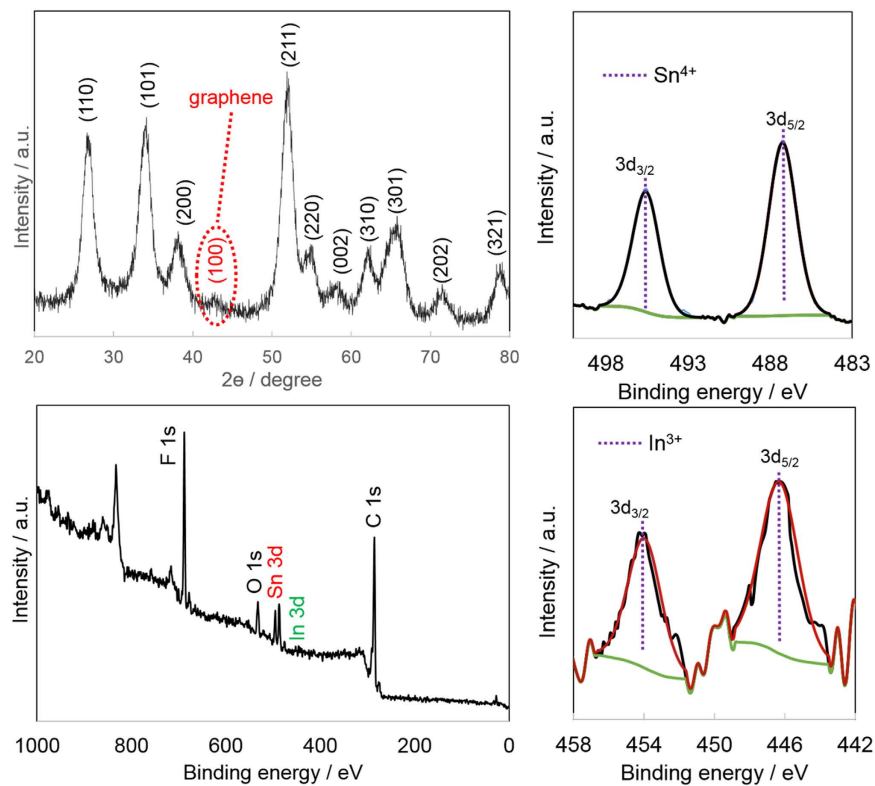 Intensity / a.u.
(110)
(101)
(200)
graphene
(100)
(211)
(220)
(002)
(310)
(301)
(202)
(321)
20 30 40 50 60 70 80
2ɵ / degree
Intensity / a.u.
Sn⁴⁺
3d₃/₂
3d₅/₂
498 493 488 483
Binding energy / eV
Intensity / a.u.
F 1s
O 1s
Sn 3d
In 3d
C 1s
1000 800 600 400 200 0
Binding energy / eV
Intensity / a.u.
In³⁺
3d₃/₂
3d₅/₂
458 454 450 446 442
Binding energy / eV